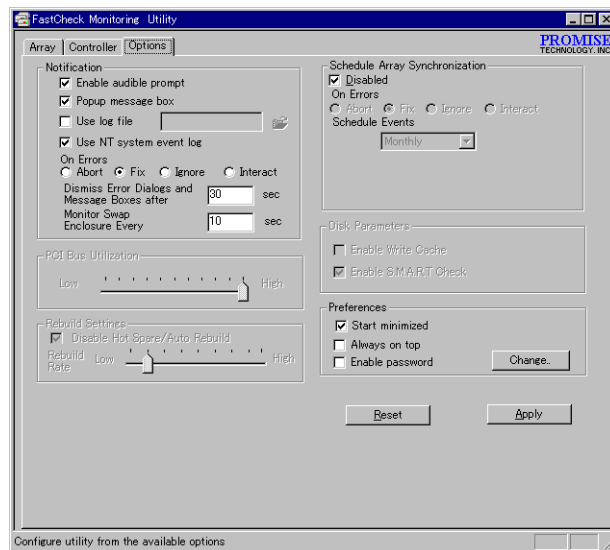 FastCheck Monitoring Utility
Array Controller Options
PROMISE
TECHNOLOGY, INC
Notification
Enable audible prompt
Popup message box
Use log file
Use NT system event log
On Errors
Abort Fix Ignore Interact
Dismiss Error Dialogs and
Message Boxes after 30 sec
Monitor Swap
Enclosure Every 10 sec
PCI Bus Utilization
Low High
Rebuild Settings
Disable Hot Spare/Auto Rebuild
Rebuild
Rate Low High
Schedule Array Synchronization
Disabled
On Errors
Abort Fix Ignore Interact
Schedule Events
Monthly
Disk Parameters
Enable Write Cache
Enable S.M.A.R.T Check
Preferences
Start minimized
Always on top
Enable password Change..
Reset Apply
Configure utility from the available options